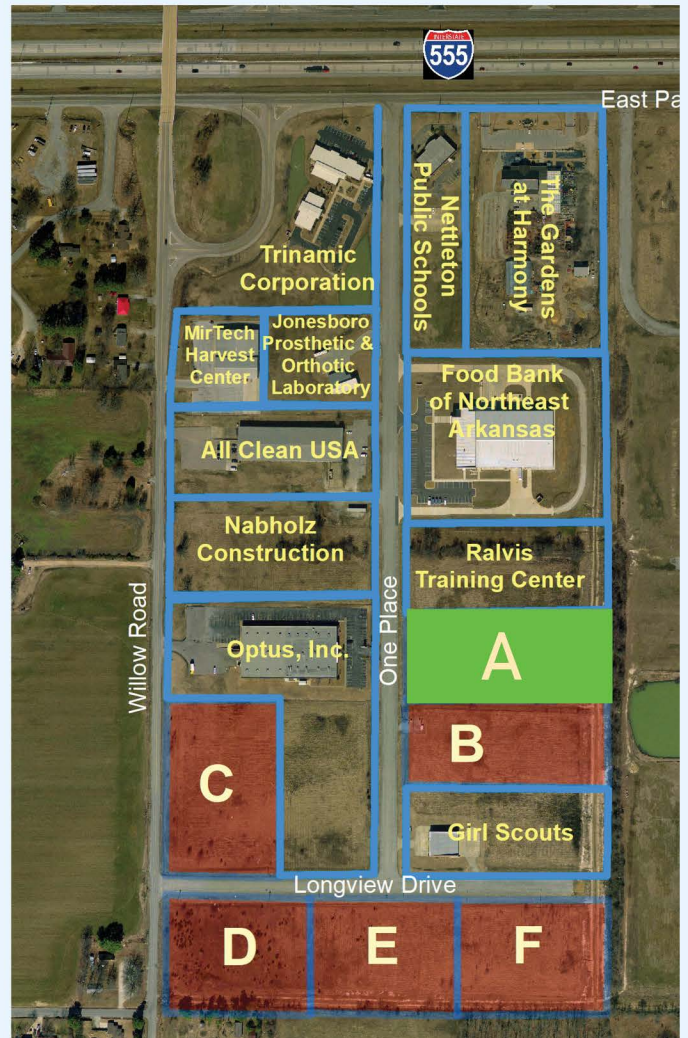 INTERSTATE
555
East Pa
Nettleton
Public Schools
The Gardens
at Harmony
Trinamic
Corporation
MirTech
Harvest
Center
Jonesboro
Prosthetic &
Orthotic
Laboratory
Food Bank
of Northeast
Arkansas
All Clean USA
Nabholz
Construction
Ralvis
Training Center
Willow Road
One Place
Optus, Inc.
A
B
C
Girl Scouts
Longview Drive
D
E
F